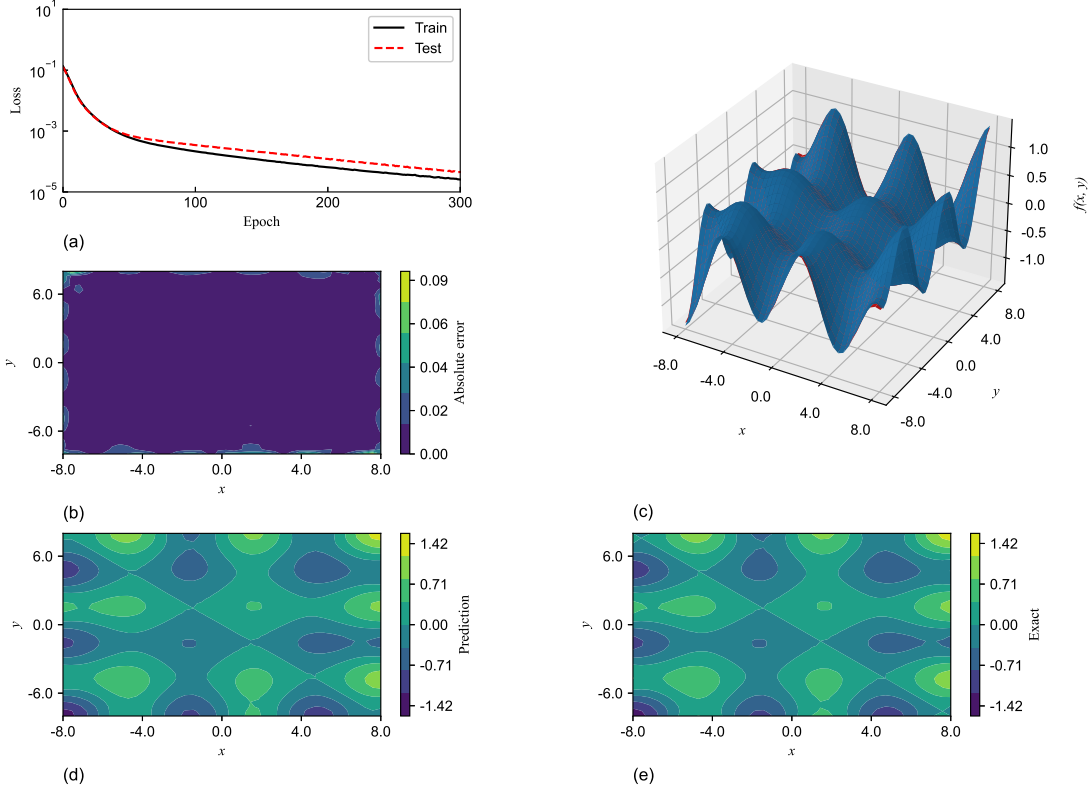 10¹
10⁻¹
10⁻³
10⁻⁵
Loss
Train
Test
0
100
200
300
Epoch
(a)
6.0
0.0
-6.0
y
-8.0
-4.0
0.0
4.0
8.0
x
0.09
0.06
0.04
0.02
0.00
Absolute error
(b)
1.0
0.5
0.0
-0.5
-1.0
f(x, y)
-8.0
-4.0
0.0
4.0
8.0
x
-8.0
-4.0
0.0
4.0
8.0
y
(c)
6.0
0.0
-6.0
y
-8.0
-4.0
0.0
4.0
8.0
x
1.42
0.71
0.00
-0.71
-1.42
Prediction
(d)
6.0
0.0
-6.0
y
-8.0
-4.0
0.0
4.0
8.0
x
1.42
0.71
0.00
-0.71
-1.42
Exact
(e)